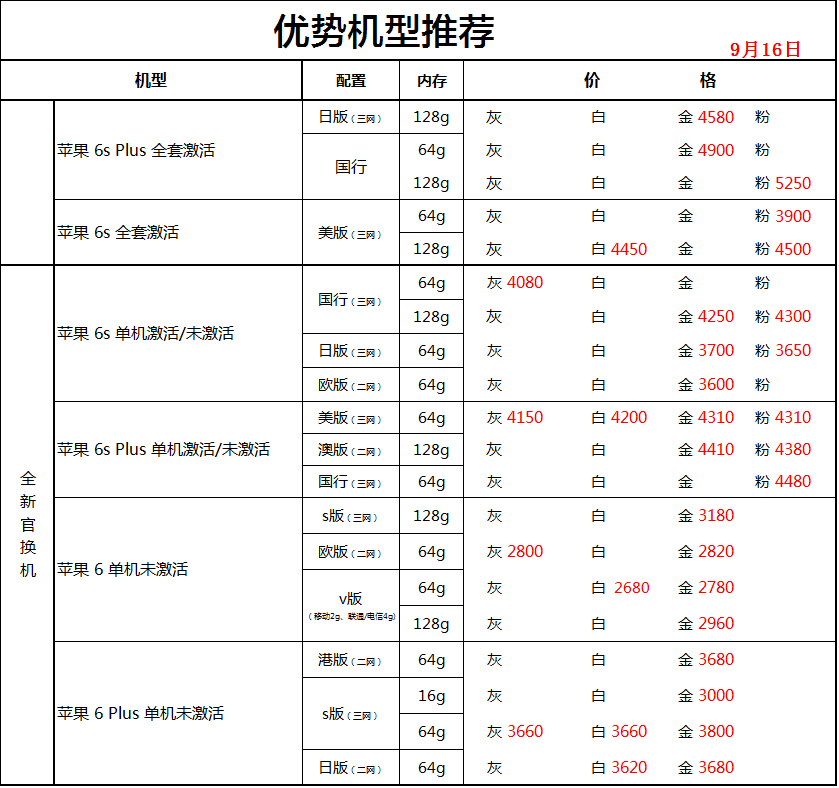 优势机型推荐
9月16日
机型 配置 内存 价 格
苹果 6s Plus 全套激活
日版（三网） 128g 灰 白 金 4580 粉
国行
64g 灰 白 金 4900 粉
128g 灰 白 金 粉 5250
苹果 6s 全套激活
美版（三网）
64g 灰 白 金 粉 3900
128g 灰 白 4450 金 粉 4500
全新官换机
苹果 6s 单机激活/未激活
国行（三网）
64g 灰 4080 白 金 粉
128g 灰 白 金 4250 粉 4300
日版（三网） 64g 灰 白 金 3700 粉 3650
欧版（二网） 64g 灰 白 金 3600 粉
苹果 6s Plus 单机激活/未激活
美版（三网） 64g 灰 4150 白 4200 金 4310 粉 4310
澳版（二网） 128g 灰 白 金 4410 粉 4380
国行（三网） 64g 灰 白 金 粉 4480
苹果 6 单机未激活
s版（三网） 128g 灰 白 金 3180
欧版（二网） 64g 灰 2800 白 金 2820
v版
（移动2g、联通/电信4g）
64g 灰 白 2680 金 2780
128g 灰 白 金 2960
苹果 6 Plus 单机未激活
港版（二网） 64g 灰 白 金 3680
s版（三网）
16g 灰 白 金 3000
64g 灰 3660 白 3660 金 3800
日版（二网） 64g 灰 白 3620 金 3680